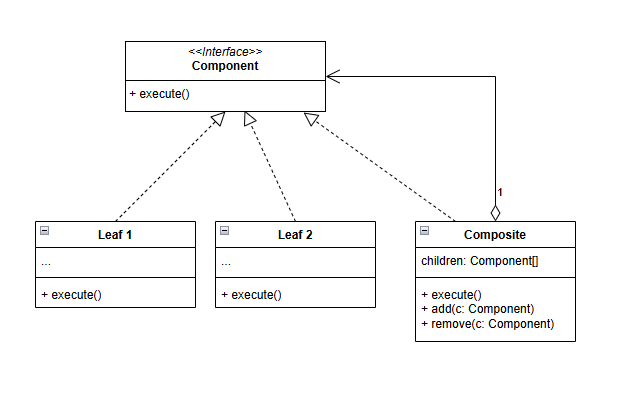 <<Interface>>
Component
+ execute()
1
Leaf 1
...
+ execute()
Leaf 2
...
+ execute()
Composite
children: Component[]
+ execute()
+ add(c: Component)
+ remove(c: Component)